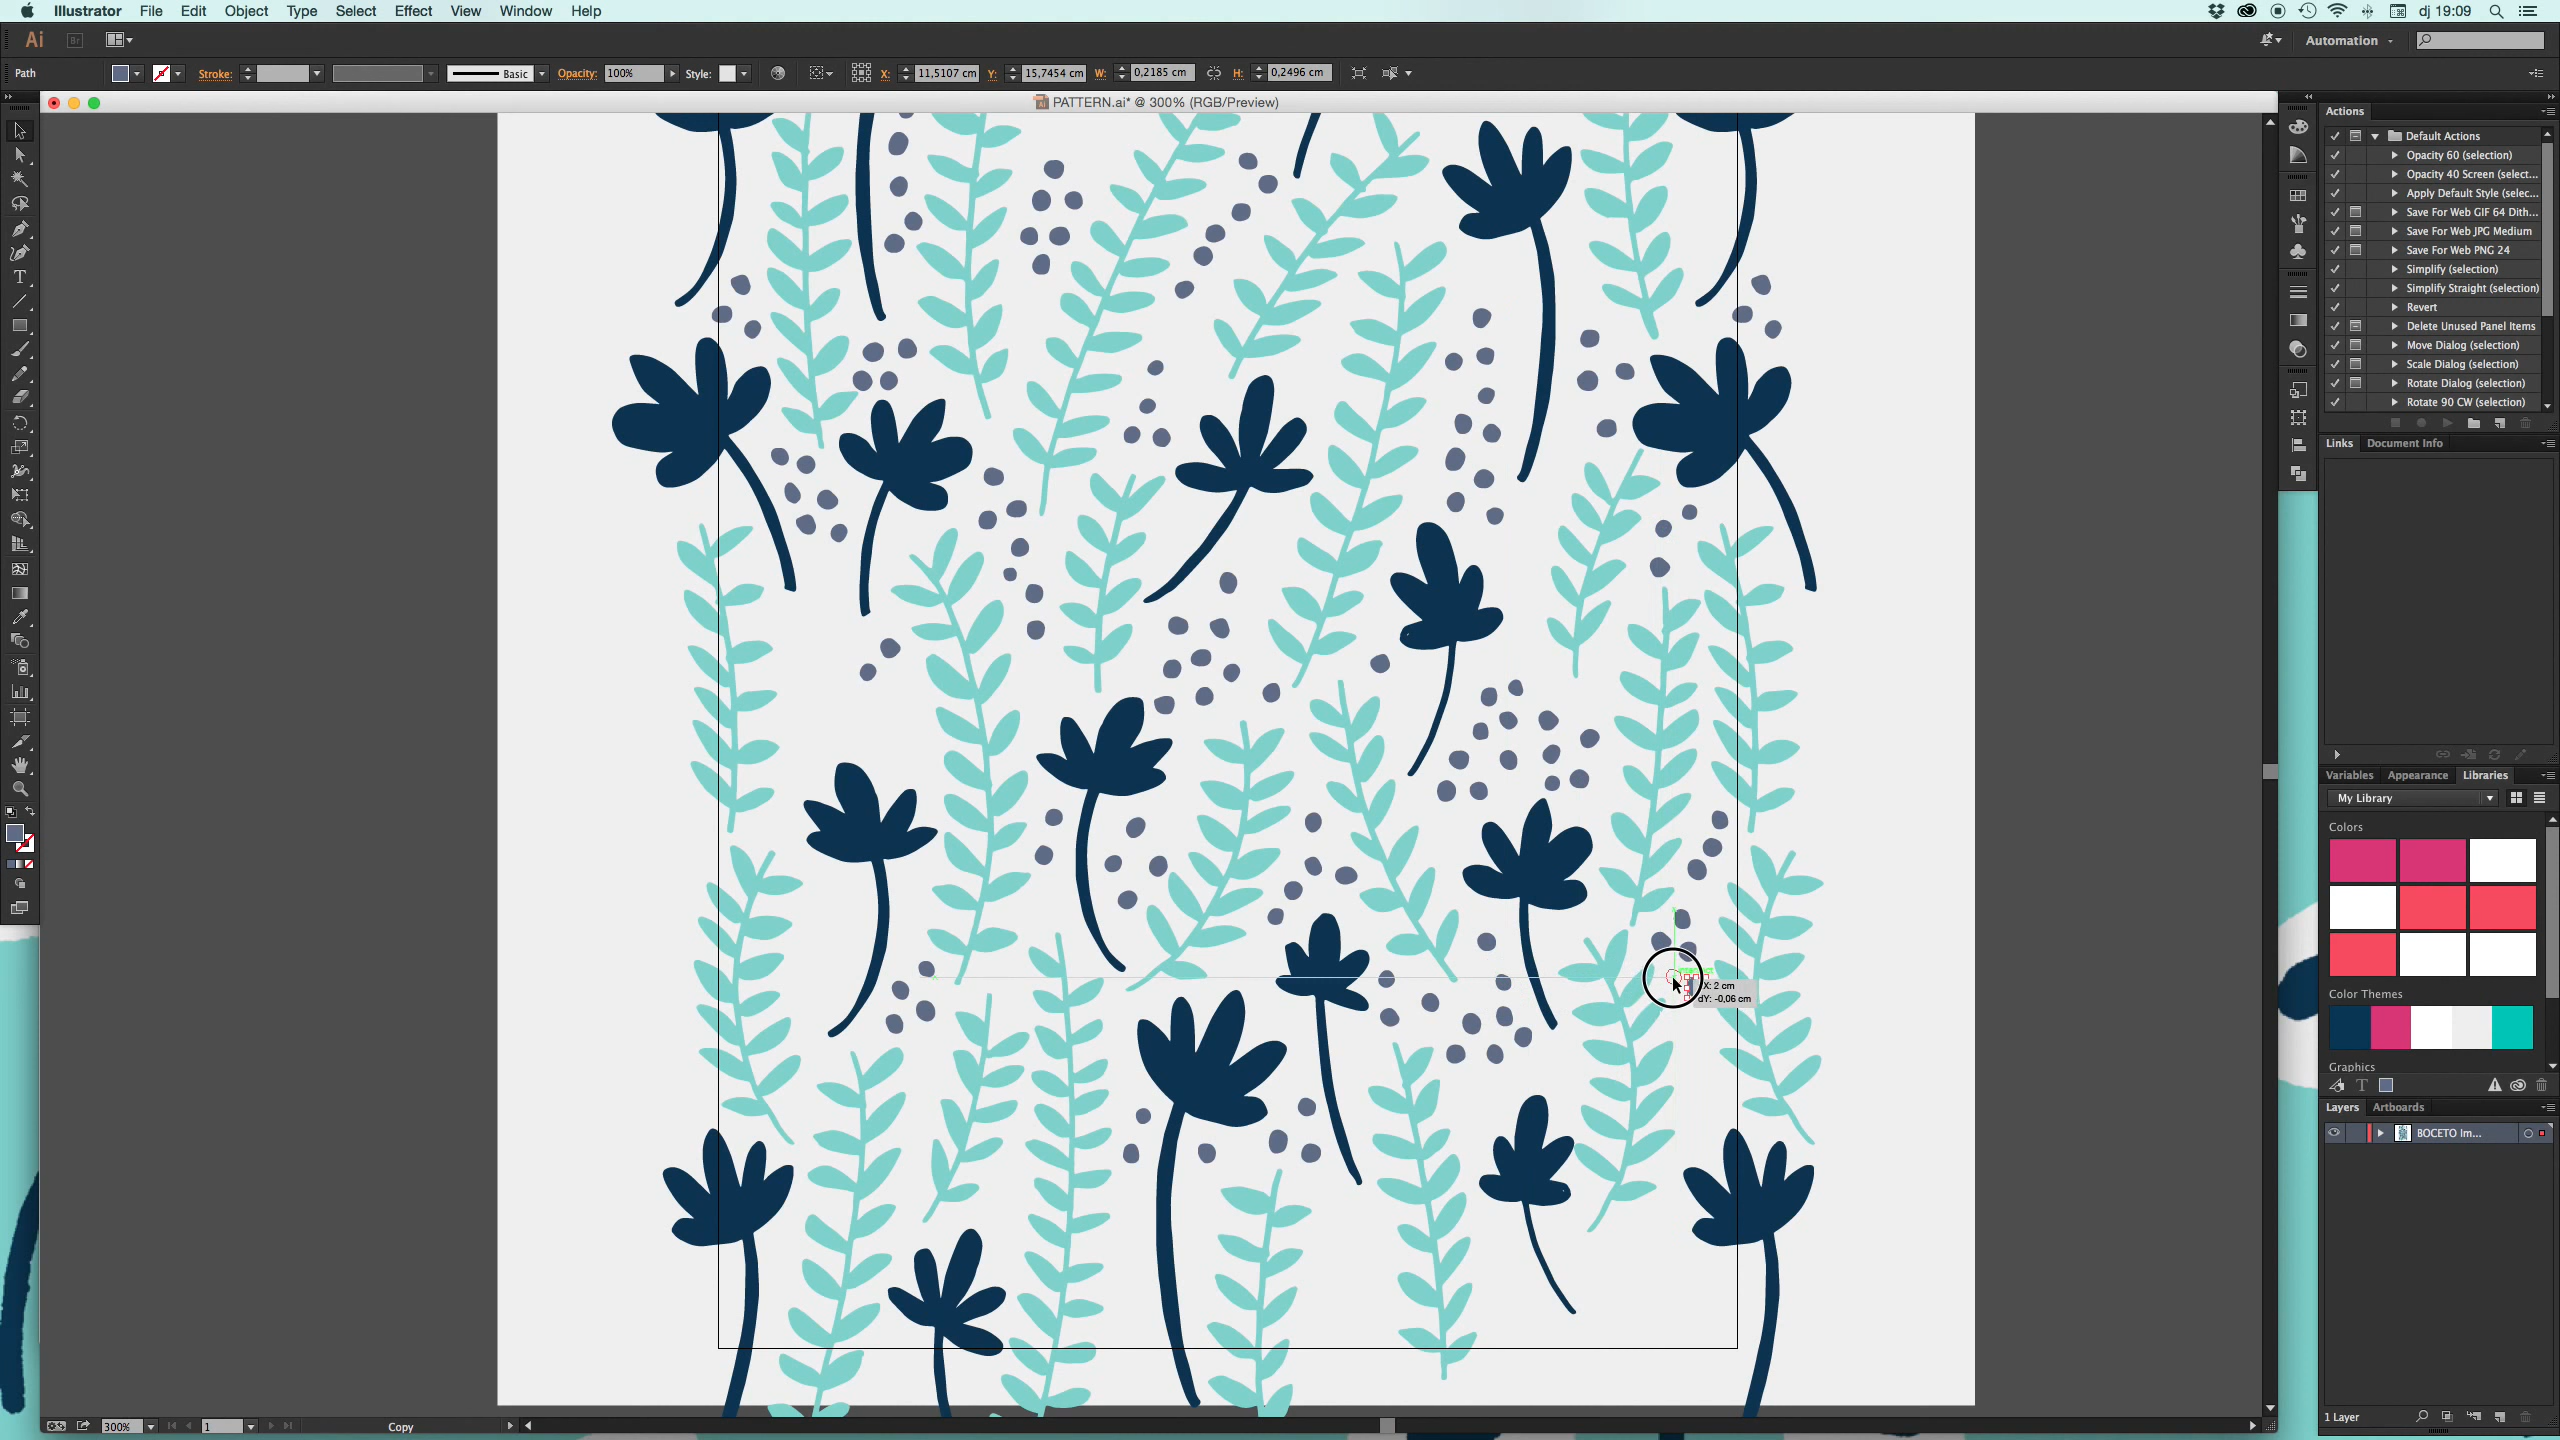 Illustrator File Edit Object Type Select Effect View Window Help dj 19:09
Ai Br Automation
Path Stroke: Basic Opacity: 100% Style: X: 11,5107 cm Y: 15,7454 cm W: 0,2185 cm H: 0,2496 cm
PATTERN.ai* @ 300% (RGB/Preview)
Actions
Default Actions
Opacity 60 (selection)
Opacity 40 Screen (select...
Apply Default Style (selec...
Save For Web GIF 64 Dith...
Save For Web JPG Medium
Save For Web PNG 24
Simplify (selection)
Simplify Straight (selection)
Revert
Delete Unused Panel Items
Move Dialog (selection)
Scale Dialog (selection)
Rotate Dialog (selection)
Rotate 90 CW (selection)
Links Document Info
Variables Appearance Libraries
My Library
Colors
Color Themes
Graphics
Layers Artboards
BOCETO Im...
X: 2 cm
dY: -0,06 cm
300% 1 Copy
1 Layer